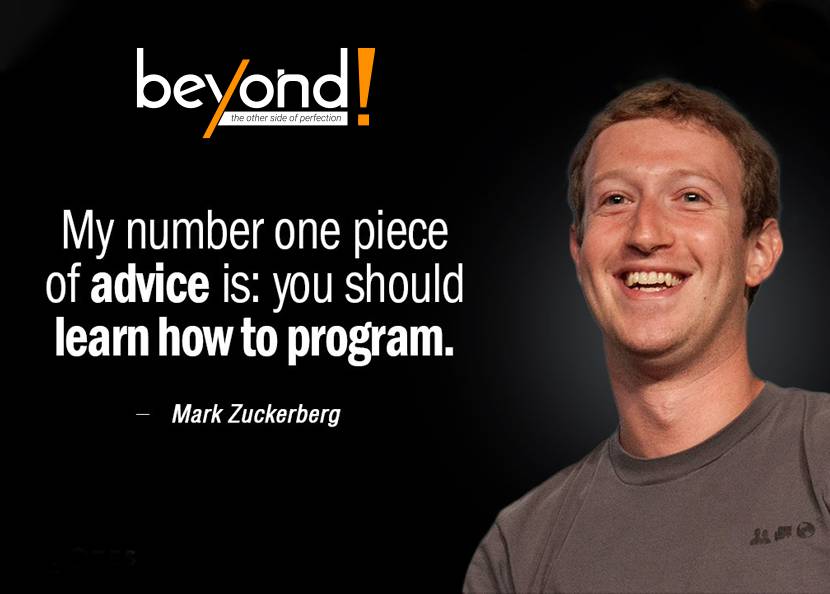 beyond!
the other side of perfection
My number one piece
of advice is: you should
learn how to program.
– Mark Zuckerberg